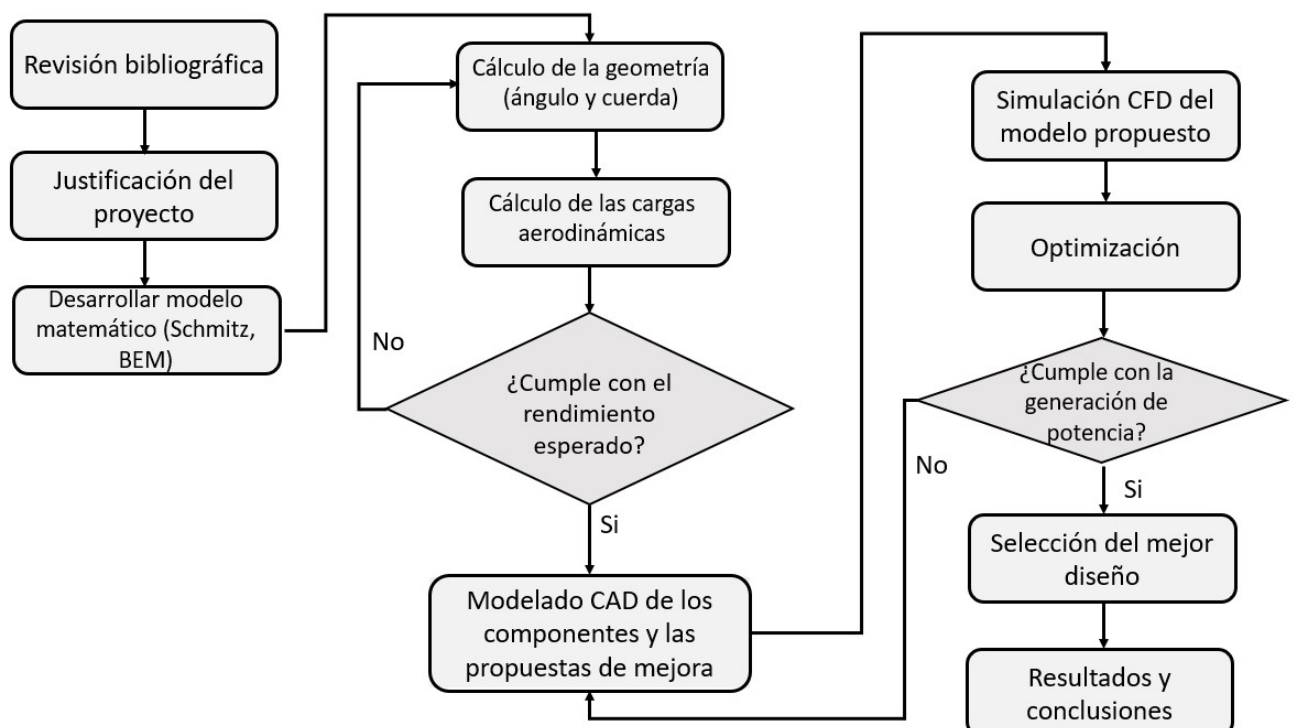 Revisión bibliográfica
Justificación del
proyecto
Desarrollar modelo
matemático (Schmitz,
BEM)
Cálculo de la geometría
(ángulo y cuerda)
Cálculo de las cargas
aerodinámicas
No
¿Cumple con el
rendimiento
esperado?
Si
Modelado CAD de los
componentes y las
propuestas de mejora
Simulación CFD del
modelo propuesto
Optimización
¿Cumple con la
generación de
potencia?
No
Si
Selección del mejor
diseño
Resultados y
conclusiones